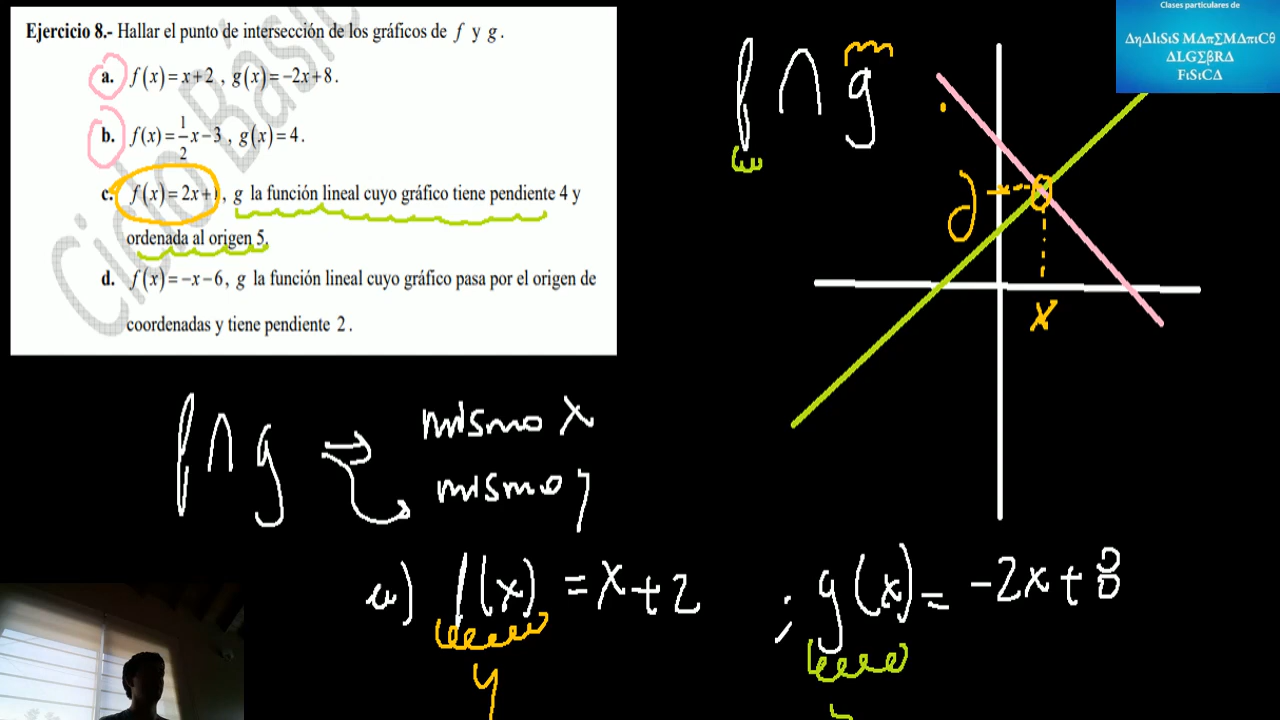 Ejercicio 8.- Hallar el punto de intersección de los gráficos de f y g.
a. f(x)=x+2 , g(x)=−2x+8.
b. f(x)=1/2x−3 , g(x)=4.
c. f(x)=2x+1, g la función lineal cuyo gráfico tiene pendiente 4 y
ordenada al origen 5.
d. f(x)=−x−6, g la función lineal cuyo gráfico pasa por el origen de
coordenadas y tiene pendiente 2.
Ciclo Básico
Clases particulares de
ΔηΔlιSιS MΔπΣMΔπιCθ
ΔLGΣβRΔ
FιSιCΔ
f ∩ g
y
x
f ∩ g
mismo x
mismo y
a) f(x) = x+2 ; g(x) = -2x+8
y